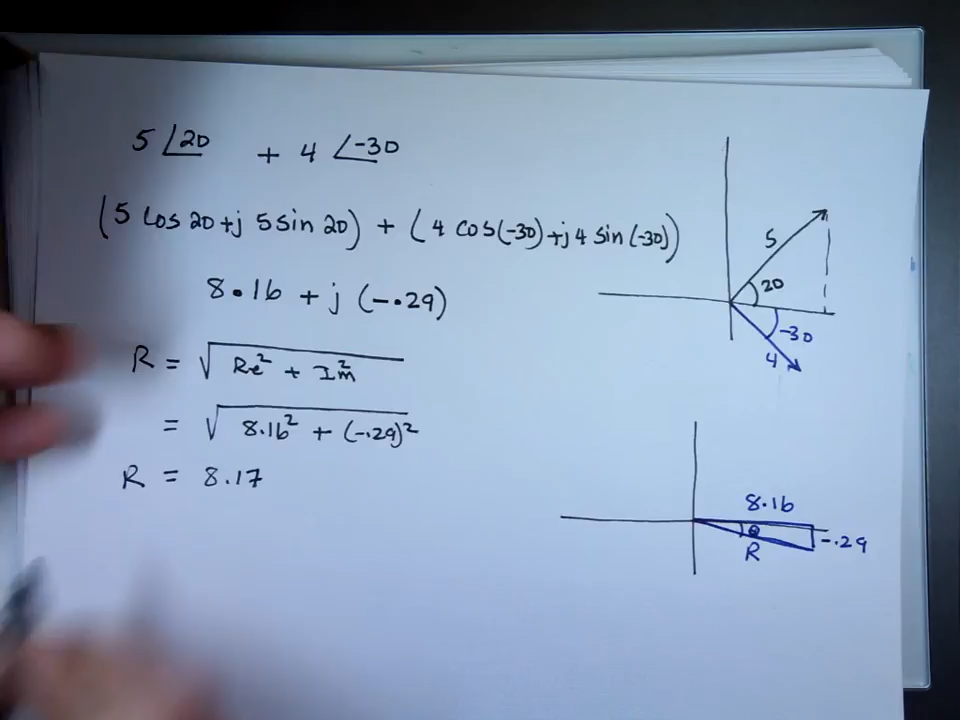 5 ∠20 + 4 ∠-30
(5 cos 20 + j 5 sin 20) + (4 cos(-30) + j 4 sin (-30))
8.16 + j (-.29)
R = √(Re² + Im²)
= √(8.16² + (-.29)²)
R = 8.17
5
20
-30
4
8.16
θ
-.29
R